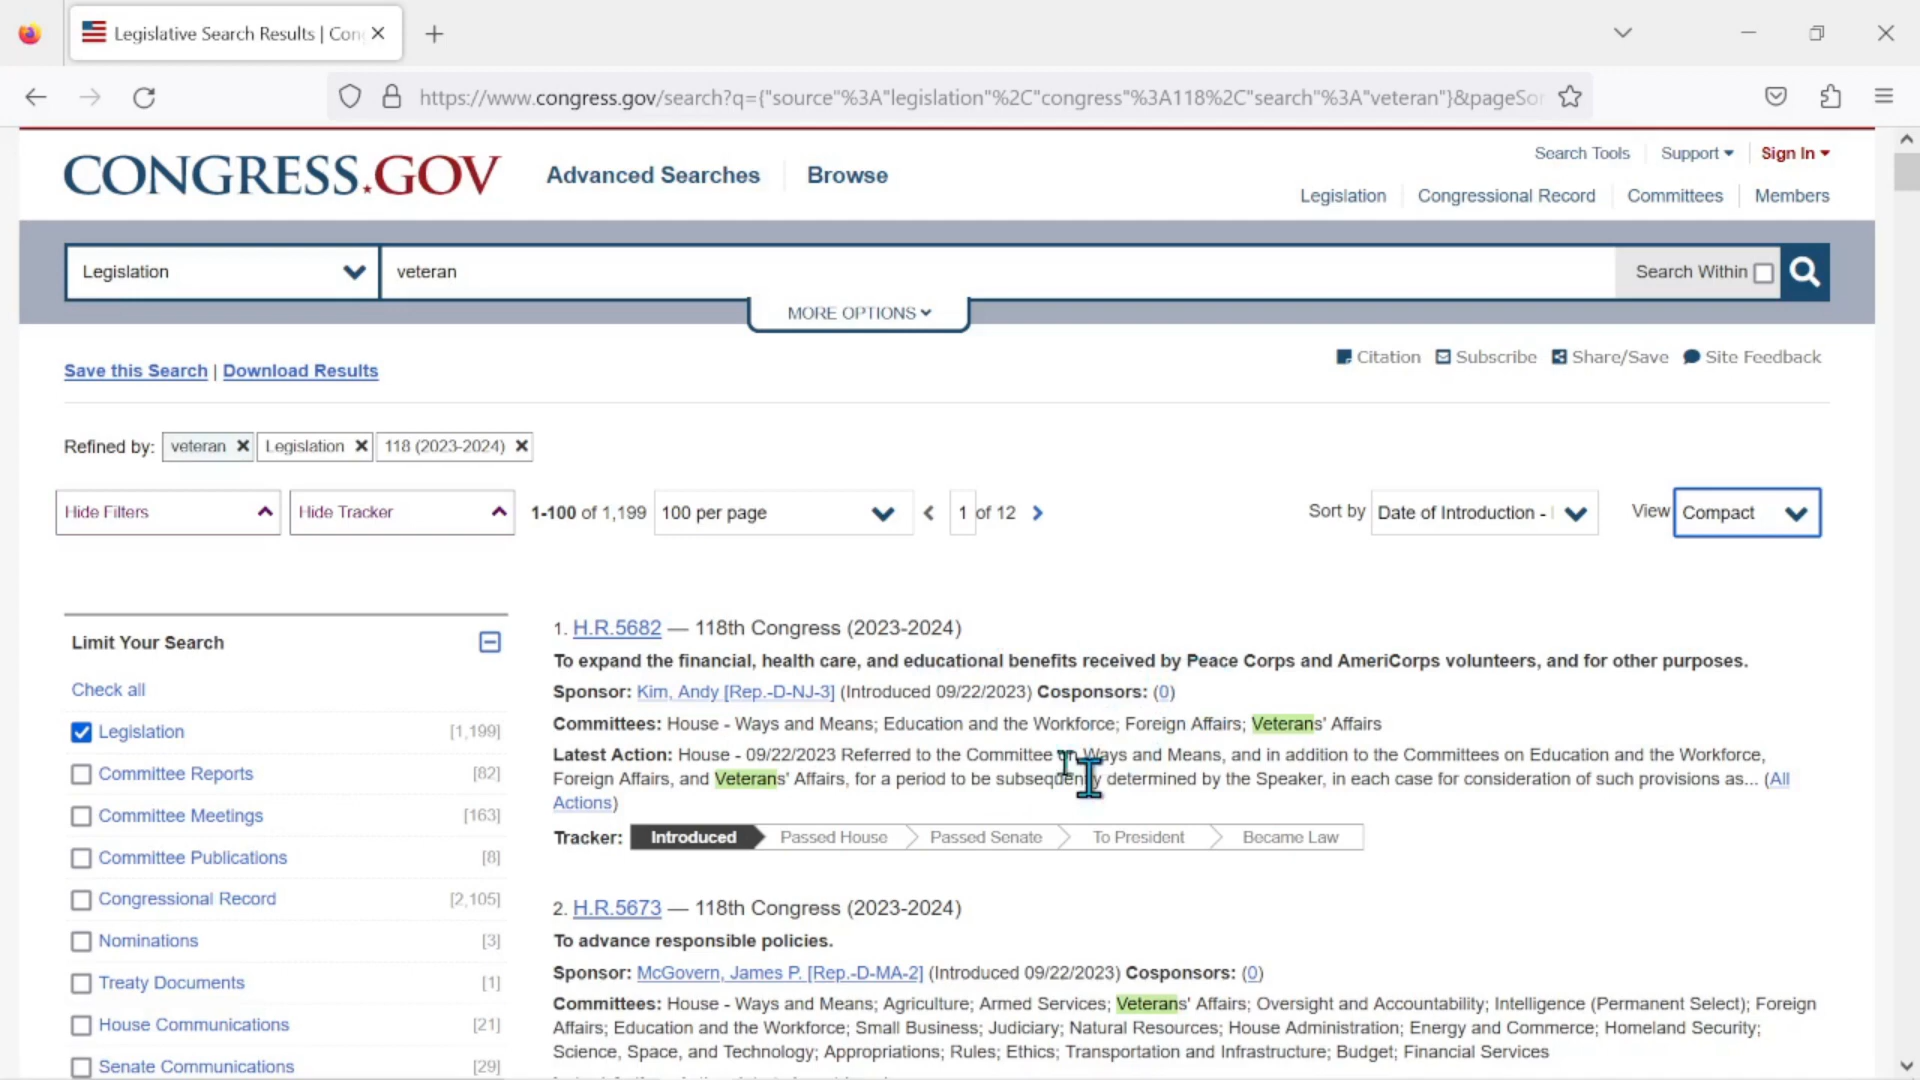 Legislative Search Results | Con
https://www.congress.gov/search?q={"source"%3A"legislation"%2C"congress"%3A118%2C"search"%3A"veteran"}&pageSor
CONGRESS.GOV
Advanced Searches
Browse
Search Tools
Support
Sign In
Legislation
Congressional Record
Committees
Members
Legislation
veteran
Search Within
MORE OPTIONS
Save this Search | Download Results
Citation
Subscribe
Share/Save
Site Feedback
Refined by:
veteran
Legislation
118 (2023-2024)
Hide Filters
Hide Tracker
1-100 of 1,199
100 per page
1 of 12
Sort by
Date of Introduction -
View
Compact
Limit Your Search
Check all
Legislation [1,199]
Committee Reports [82]
Committee Meetings [163]
Committee Publications [8]
Congressional Record [2,105]
Nominations [3]
Treaty Documents [1]
House Communications [21]
Senate Communications [29]
1. H.R.5682 — 118th Congress (2023-2024)
To expand the financial, health care, and educational benefits received by Peace Corps and AmeriCorps volunteers, and for other purposes.
Sponsor: Kim, Andy [Rep.-D-NJ-3] (Introduced 09/22/2023) Cosponsors: (0)
Committees: House - Ways and Means; Education and the Workforce; Foreign Affairs; Veterans' Affairs
Latest Action: House - 09/22/2023 Referred to the Committee on Ways and Means, and in addition to the Committees on Education and the Workforce,
Foreign Affairs, and Veterans' Affairs, for a period to be subsequently determined by the Speaker, in each case for consideration of such provisions as... (All
Actions)
Tracker: Introduced Passed House Passed Senate To President Became Law
2. H.R.5673 — 118th Congress (2023-2024)
To advance responsible policies.
Sponsor: McGovern, James P. [Rep.-D-MA-2] (Introduced 09/22/2023) Cosponsors: (0)
Committees: House - Ways and Means; Agriculture; Armed Services; Veterans' Affairs; Oversight and Accountability; Intelligence (Permanent Select); Foreign
Affairs; Education and the Workforce; Small Business; Judiciary; Natural Resources; House Administration; Energy and Commerce; Homeland Security;
Science, Space, and Technology; Appropriations; Rules; Ethics; Transportation and Infrastructure; Budget; Financial Services